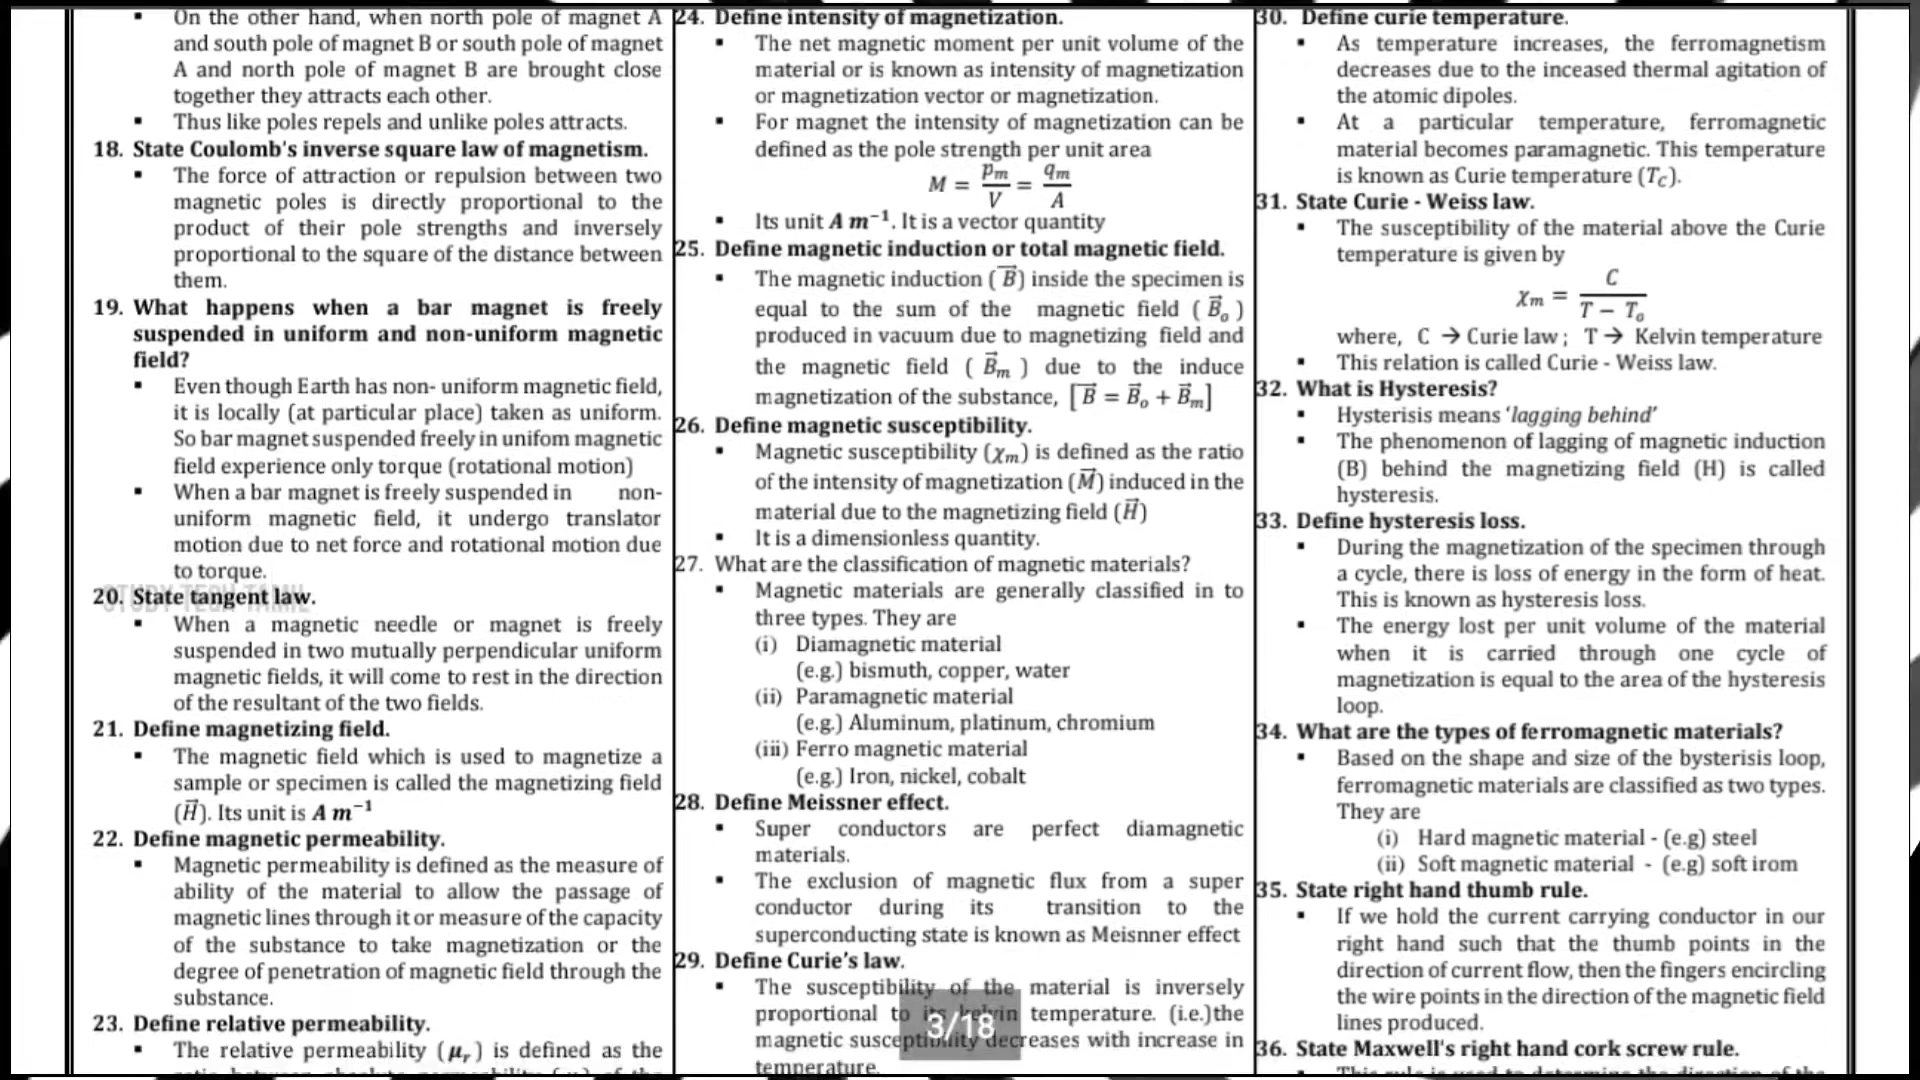 ▪ On the other hand, when north pole of magnet A
and south pole of magnet B or south pole of magnet
A and north pole of magnet B are brought close
together they attracts each other.
▪ Thus like poles repels and unlike poles attracts.
18. State Coulomb's inverse square law of magnetism.
▪ The force of attraction or repulsion between two
magnetic poles is directly proportional to the
product of their pole strengths and inversely
proportional to the square of the distance between
them.
19. What happens when a bar magnet is freely
suspended in uniform and non-uniform magnetic
field?
▪ Even though Earth has non- uniform magnetic field,
it is locally (at particular place) taken as uniform.
So bar magnet suspended freely in unifom magnetic
field experience only torque (rotational motion)
▪ When a bar magnet is freely suspended in non-
uniform magnetic field, it undergo translator
motion due to net force and rotational motion due
to torque.
STUDY TECH TAMIL
20. State tangent law.
▪ When a magnetic needle or magnet is freely
suspended in two mutually perpendicular uniform
magnetic fields, it will come to rest in the direction
of the resultant of the two fields.
21. Define magnetizing field.
▪ The magnetic field which is used to magnetize a
sample or specimen is called the magnetizing field
(H⃗). Its unit is A m⁻¹
22. Define magnetic permeability.
▪ Magnetic permeability is defined as the measure of
ability of the material to allow the passage of
magnetic lines through it or measure of the capacity
of the substance to take magnetization or the
degree of penetration of magnetic field through the
substance.
23. Define relative permeability.
▪ The relative permeability (μᵣ) is defined as the
24. Define intensity of magnetization.
▪ The net magnetic moment per unit volume of the
material or is known as intensity of magnetization
or magnetization vector or magnetization.
▪ For magnet the intensity of magnetization can be
defined as the pole strength per unit area
M = pₘ/V = qₘ/A
▪ Its unit A m⁻¹. It is a vector quantity
25. Define magnetic induction or total magnetic field.
▪ The magnetic induction (B⃗) inside the specimen is
equal to the sum of the magnetic field (B⃗ₒ)
produced in vacuum due to magnetizing field and
the magnetic field (B⃗ₘ) due to the induce
magnetization of the substance, [B⃗ = B⃗ₒ + B⃗ₘ]
26. Define magnetic susceptibility.
▪ Magnetic susceptibility (χₘ) is defined as the ratio
of the intensity of magnetization (M⃗) induced in the
material due to the magnetizing field (H⃗)
▪ It is a dimensionless quantity.
27. What are the classification of magnetic materials?
▪ Magnetic materials are generally classified in to
three types. They are
(i) Diamagnetic material
(e.g.) bismuth, copper, water
(ii) Paramagnetic material
(e.g.) Aluminum, platinum, chromium
(iii) Ferro magnetic material
(e.g.) Iron, nickel, cobalt
28. Define Meissner effect.
▪ Super conductors are perfect diamagnetic
materials.
▪ The exclusion of magnetic flux from a super
conductor during its transition to the
superconducting state is known as Meisnner effect
29. Define Curie's law.
▪ The susceptibility of the material is inversely
proportional to its kelvin temperature. (i.e.)the
magnetic susceptibility decreases with increase in
temperature.
3/18
30. Define curie temperature.
▪ As temperature increases, the ferromagnetism
decreases due to the inceased thermal agitation of
the atomic dipoles.
▪ At a particular temperature, ferromagnetic
material becomes paramagnetic. This temperature
is known as Curie temperature (T_C).
31. State Curie - Weiss law.
▪ The susceptibility of the material above the Curie
temperature is given by
χₘ = C/(T − Tₒ)
where, C → Curie law ; T → Kelvin temperature
▪ This relation is called Curie - Weiss law.
32. What is Hysteresis?
▪ Hysterisis means ‘lagging behind’
▪ The phenomenon of lagging of magnetic induction
(B) behind the magnetizing field (H) is called
hysteresis.
33. Define hysteresis loss.
▪ During the magnetization of the specimen through
a cycle, there is loss of energy in the form of heat.
This is known as hysteresis loss.
▪ The energy lost per unit volume of the material
when it is carried through one cycle of
magnetization is equal to the area of the hysteresis
loop.
34. What are the types of ferromagnetic materials?
▪ Based on the shape and size of the bysterisis loop,
ferromagnetic materials are classified as two types.
They are
(i) Hard magnetic material - (e.g) steel
(ii) Soft magnetic material - (e.g) soft irom
35. State right hand thumb rule.
▪ If we hold the current carrying conductor in our
right hand such that the thumb points in the
direction of current flow, then the fingers encircling
the wire points in the direction of the magnetic field
lines produced.
36. State Maxwell's right hand cork screw rule.